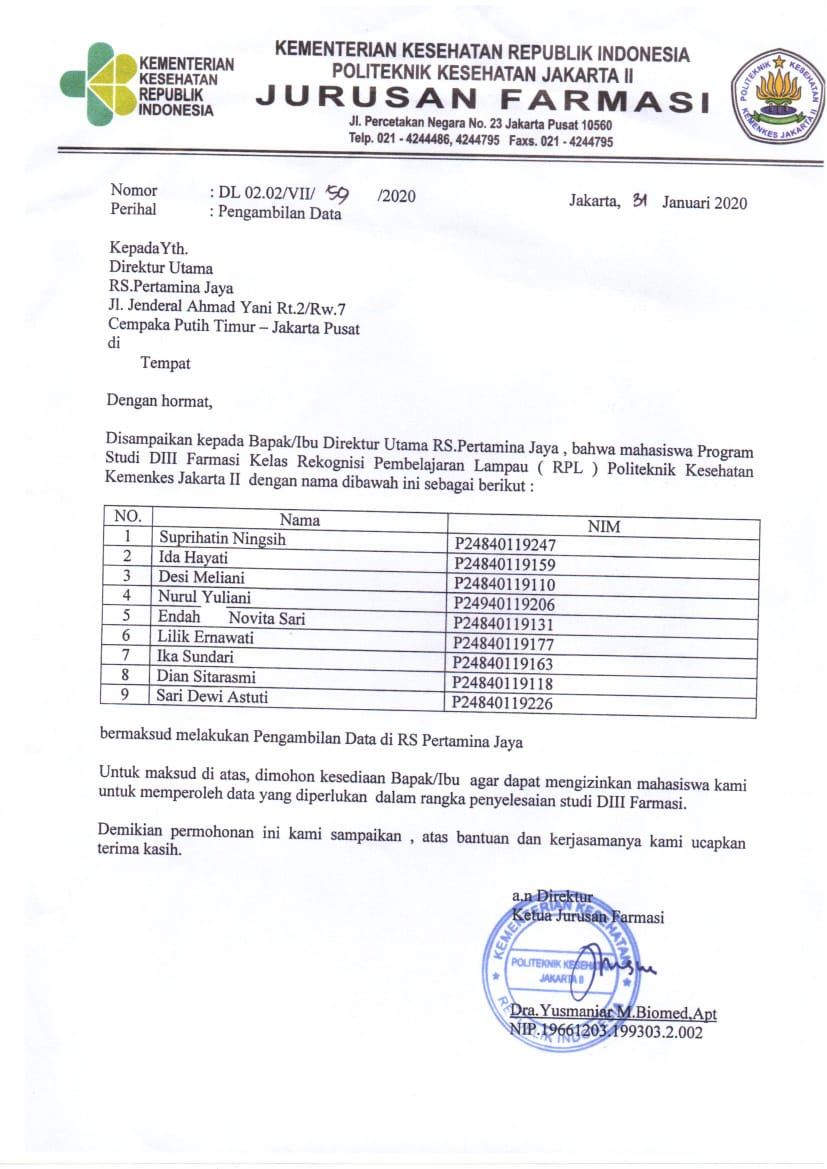 KEMENTERIAN
KESEHATAN
REPUBLIK
INDONESIA
KEMENTERIAN KESEHATAN REPUBLIK INDONESIA
POLITEKNIK KESEHATAN JAKARTA II
JURUSAN FARMASI
Jl. Percetakan Negara No. 23 Jakarta Pusat 10560
Telp. 021 - 4244486, 4244795 Faxs. 021 - 4244795
POLITEKNIK KESEHATAN
KEMENKES JAKARTA II
Nomor : DL 02.02/VII/ 59 /2020
Jakarta, 31 Januari 2020
Perihal : Pengambilan Data
KepadaYth.
Direktur Utama
RS.Pertamina Jaya
Jl. Jenderal Ahmad Yani Rt.2/Rw.7
Cempaka Putih Timur – Jakarta Pusat
di
Tempat
Dengan hormat,
Disampaikan kepada Bapak/Ibu Direktur Utama RS.Pertamina Jaya , bahwa mahasiswa Program
Studi DIII Farmasi Kelas Rekognisi Pembelajaran Lampau ( RPL ) Politeknik Kesehatan
Kemenkes Jakarta II dengan nama dibawah ini sebagai berikut :
NO. Nama NIM
1 Suprihatin Ningsih P24840119247
2 Ida Hayati P24840119159
3 Desi Meliani P24840119110
4 Nurul Yuliani P24940119206
5 Endah Novita Sari P24840119131
6 Lilik Ernawati P24840119177
7 Ika Sundari P24840119163
8 Dian Sitarasmi P24840119118
9 Sari Dewi Astuti P24840119226
bermaksud melakukan Pengambilan Data di RS Pertamina Jaya
Untuk maksud di atas, dimohon kesediaan Bapak/Ibu agar dapat mengizinkan mahasiswa kami
untuk memperoleh data yang diperlukan dalam rangka penyelesaian studi DIII Farmasi.
Demikian permohonan ini kami sampaikan , atas bantuan dan kerjasamanya kami ucapkan
terima kasih.
a.n Direktur
Ketua Jurusan Farmasi
KEMENTERIAN KESEHATAN
POLITEKNIK KESEHATAN
JAKARTA II
REPUBLIK INDONESIA
Dra.Yusmaniar M.Biomed,Apt
NIP.19661203.199303.2.002